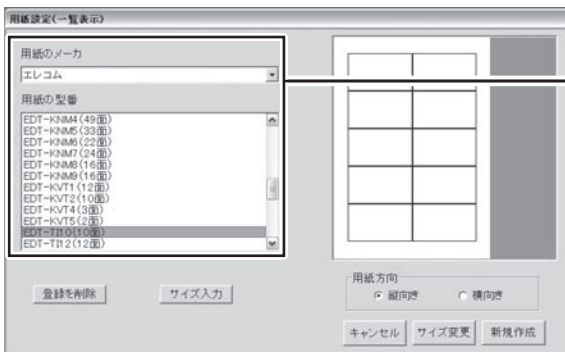 用紙設定(一覧表示)
用紙のメーカ
エレコム
用紙の型番
EDT-KNM4(49面)
EDT-KNM5(33面)
EDT-KNM6(22面)
EDT-KNM7(24面)
EDT-KNM8(16面)
EDT-KNM9(16面)
EDT-KVT1(12面)
EDT-KVT2(10面)
EDT-KVT4(3面)
EDT-KVT5(2面)
EDT-TI10(10面)
EDT-TI12(12面)
登録を削除
サイズ入力
用紙方向
縦向き
横向き
キャンセル
サイズ変更
新規作成